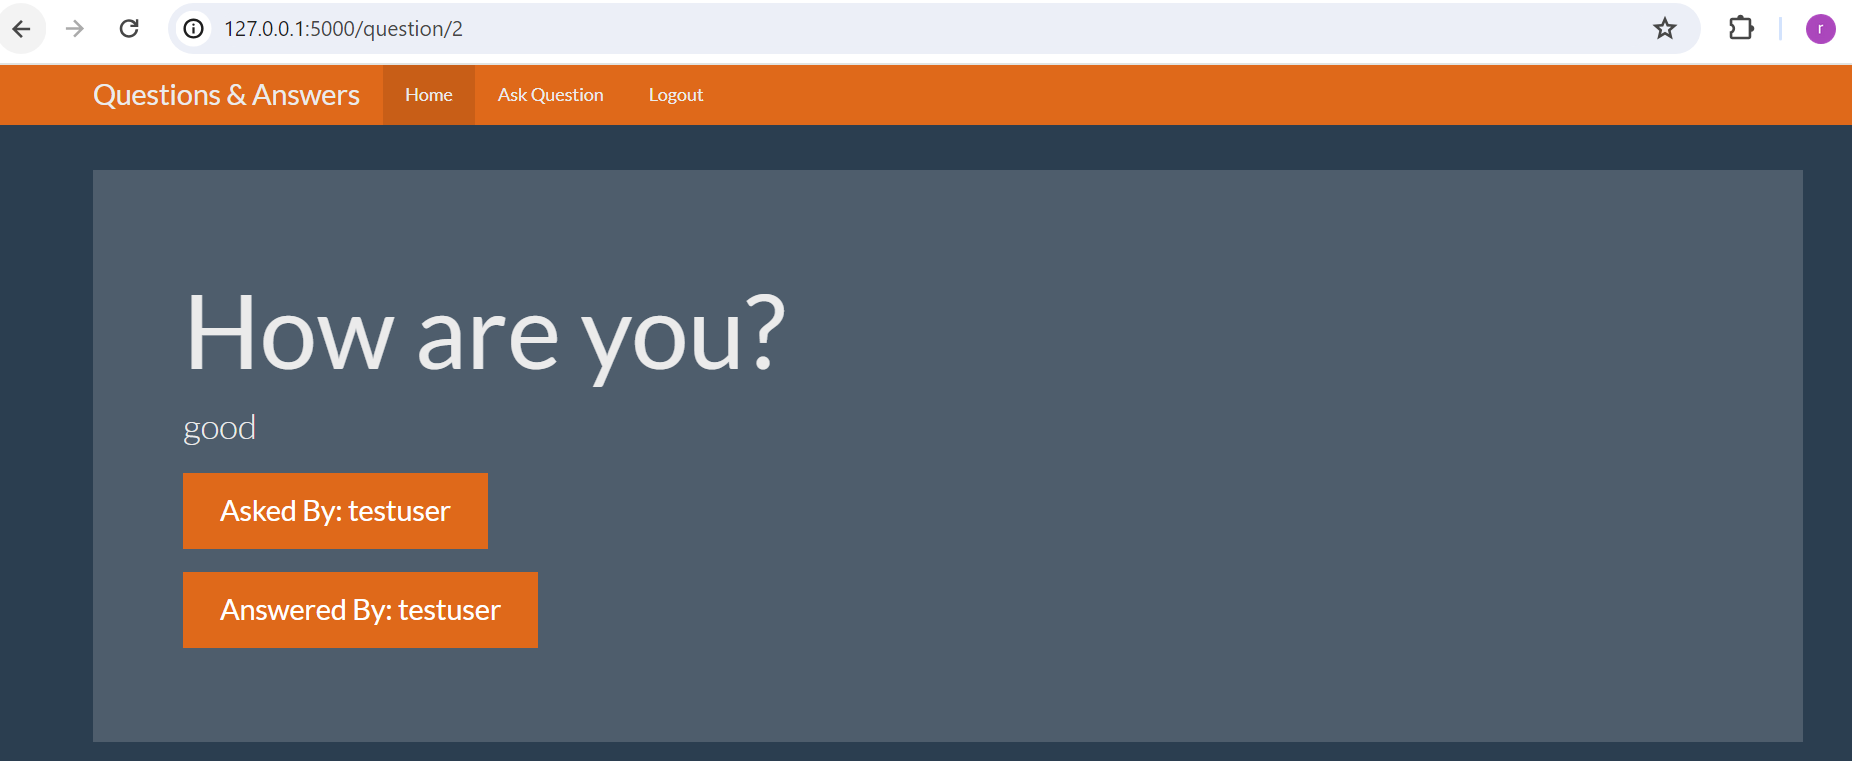 127.0.0.1:5000/question/2
r
Questions & Answers Home Ask Question Logout
How are you?
good
Asked By: testuser
Answered By: testuser